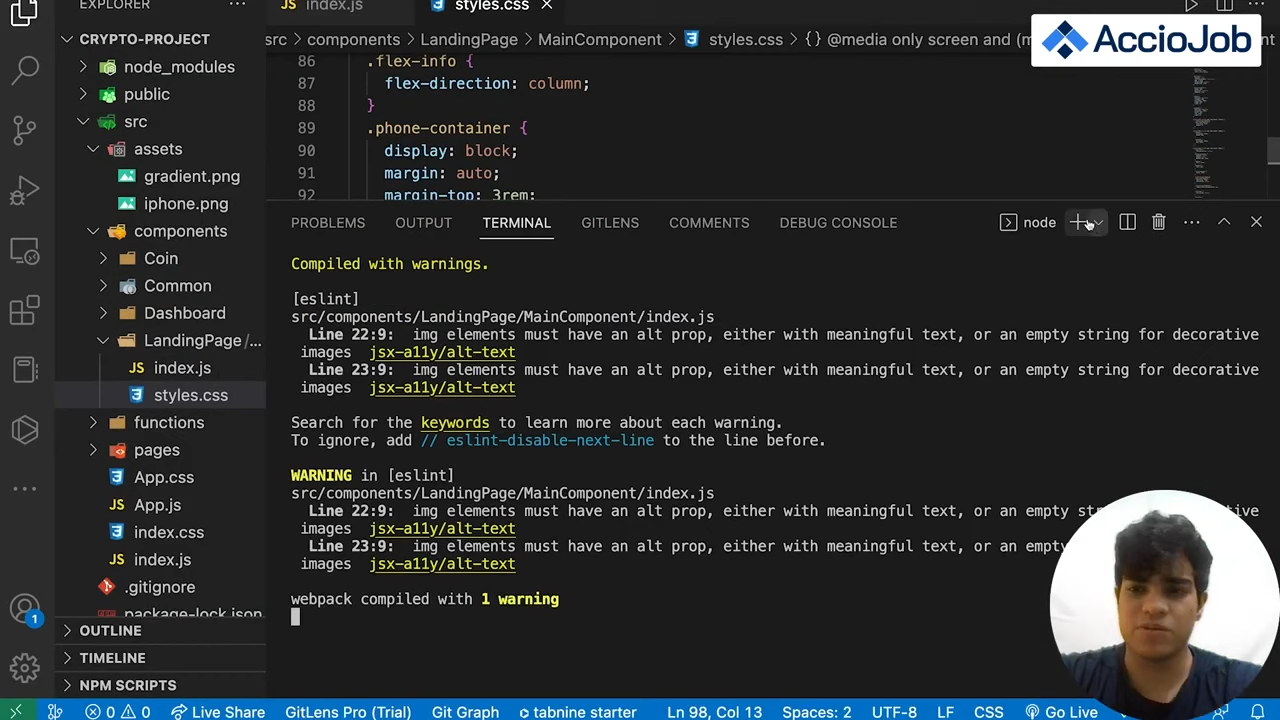 EXPLORER
index.js
styles.css
AccioJob
CRYPTO-PROJECT
src components LandingPage MainComponent styles.css {} @media only screen and
node_modules
public
src
assets
gradient.png
iphone.png
components
Coin
Common
Dashboard
LandingPage/...
index.js
styles.css
functions
pages
App.css
App.js
index.css
index.js
.gitignore
package-lock.json
OUTLINE
TIMELINE
NPM SCRIPTS
86 .flex-info {
87 flex-direction: column;
88 }
89 .phone-container {
90 display: block;
91 margin: auto;
92 margin-top: 3rem;
PROBLEMS OUTPUT TERMINAL GITLENS COMMENTS DEBUG CONSOLE node
Compiled with warnings.
[eslint]
src/components/LandingPage/MainComponent/index.js
Line 22:9: img elements must have an alt prop, either with meaningful text, or an empty string for decorative
images jsx-a11y/alt-text
Line 23:9: img elements must have an alt prop, either with meaningful text, or an empty string for decorative
images jsx-a11y/alt-text
Search for the keywords to learn more about each warning.
To ignore, add // eslint-disable-next-line to the line before.
WARNING in [eslint]
src/components/LandingPage/MainComponent/index.js
Line 22:9: img elements must have an alt prop, either with meaningful text, or an empty
images jsx-a11y/alt-text
Line 23:9: img elements must have an alt prop, either with meaningful text, or an empty
images jsx-a11y/alt-text
webpack compiled with 1 warning
1
0 0 Live Share GitLens Pro (Trial) Git Graph tabnine starter Ln 98, Col 13 Spaces: 2 UTF-8 LF CSS Go Live